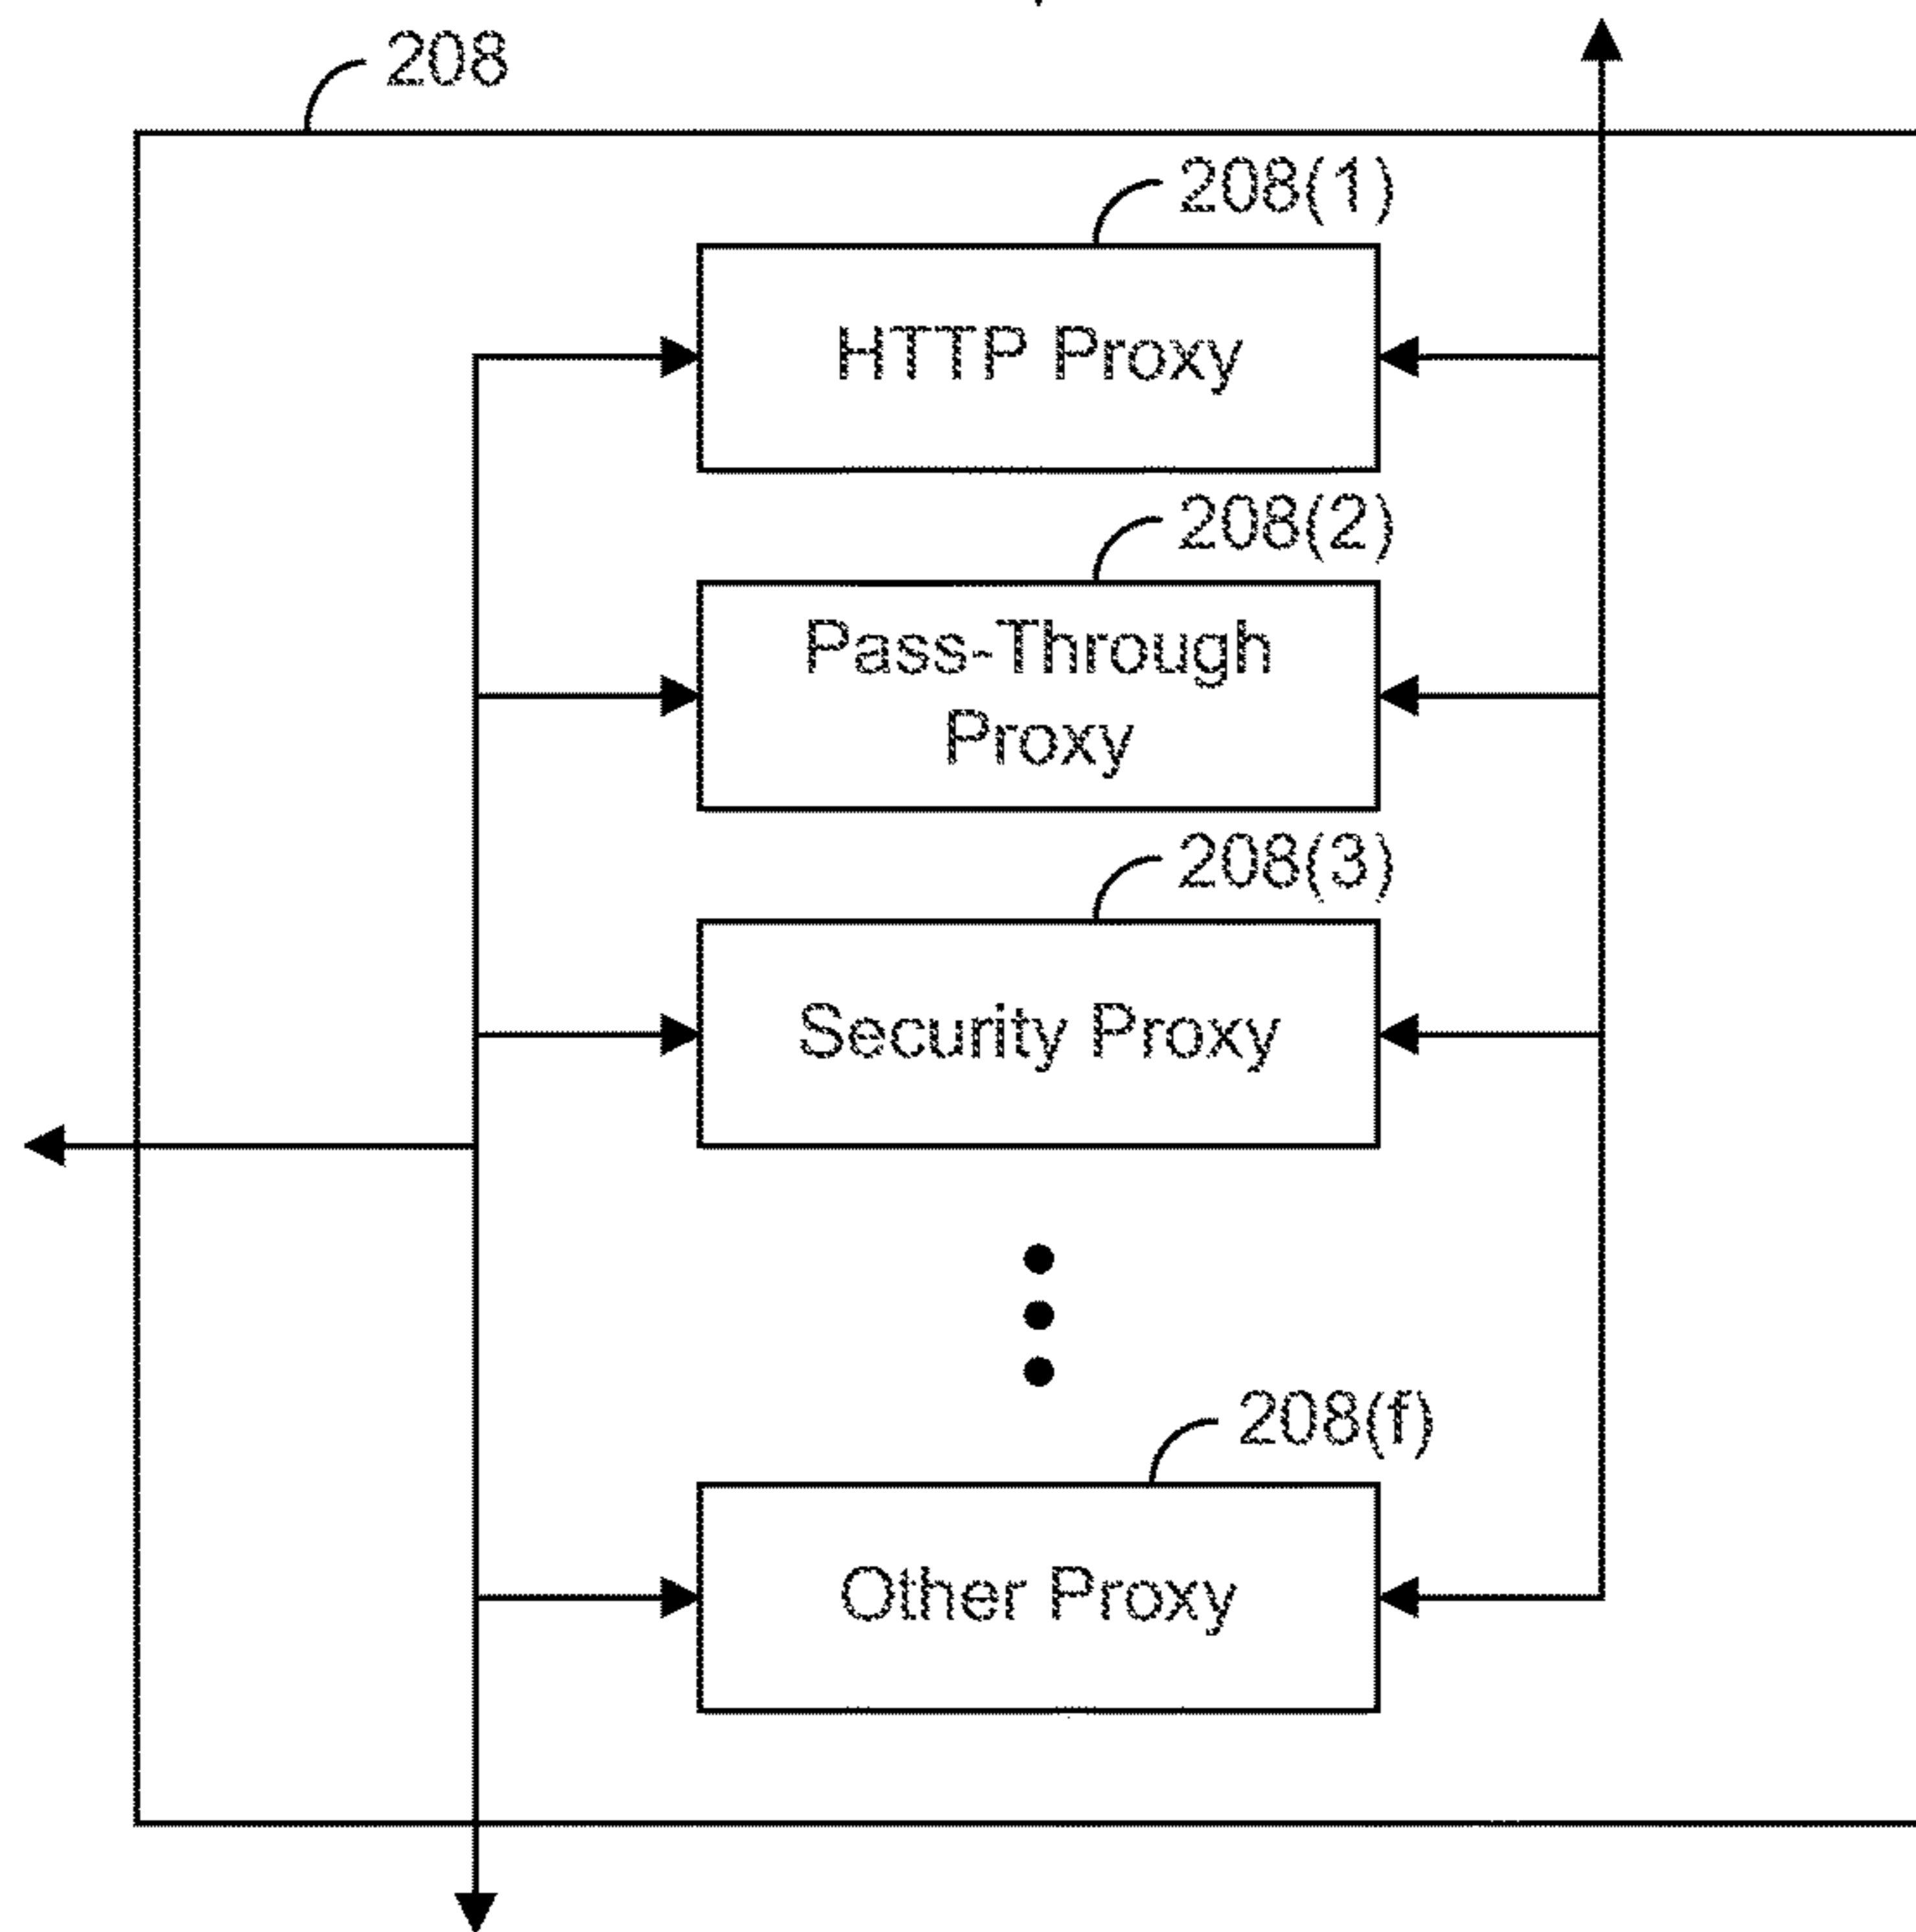 208
208(1)
HTTP Proxy
208(2)
Pass-Through
Proxy
208(3)
Security Proxy
208(f)
Other Proxy